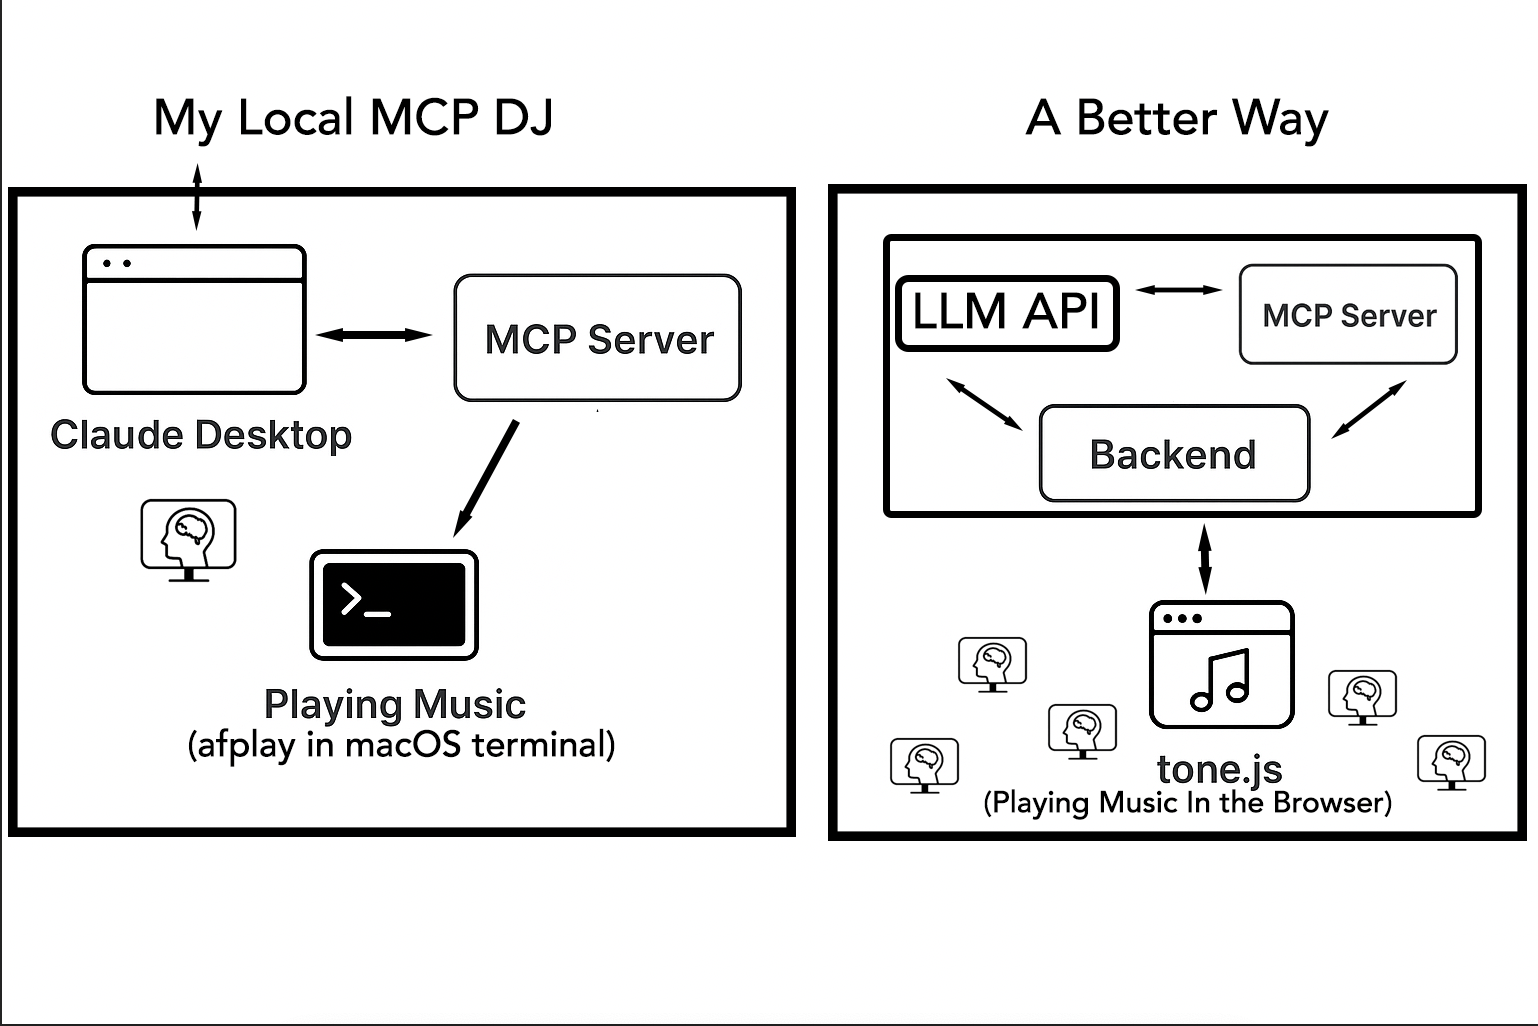 My Local MCP DJ
MCP Server
Claude Desktop
>_
Playing Music
(afplay in macOS terminal)
A Better Way
LLM API
MCP Server
Backend
tone.js
(Playing Music In the Browser)